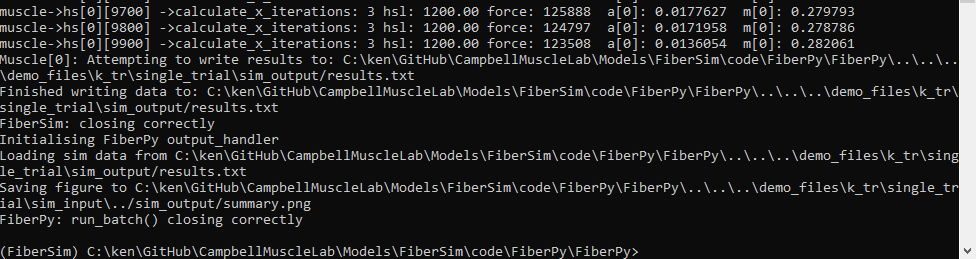 muscle->hs[0][9700] ->calculate_x_iterations: 3 hsl: 1200.00 force: 125888  a[0]: 0.0177627  m[0]: 0.279793
muscle->hs[0][9800] ->calculate_x_iterations: 3 hsl: 1200.00 force: 124797  a[0]: 0.0171958  m[0]: 0.278786
muscle->hs[0][9900] ->calculate_x_iterations: 3 hsl: 1200.00 force: 123508  a[0]: 0.0136054  m[0]: 0.282061
Muscle[0]: Attempting to write results to: C:\ken\GitHub\CampbellMuscleLab\Models\FiberSim\code\FiberPy\FiberPy\..\..\..
\demo_files\k_tr\single_trial\sim_output/results.txt
Finished writing data to: C:\ken\GitHub\CampbellMuscleLab\Models\FiberSim\code\FiberPy\FiberPy\..\..\..\demo_files\k_tr\
single_trial\sim_output/results.txt
FiberSim: closing correctly
Initialising FiberPy output_handler
Loading sim data from C:\ken\GitHub\CampbellMuscleLab\Models\FiberSim\code\FiberPy\FiberPy\..\..\..\demo_files\k_tr\sing
le_trial\sim_output/results.txt
Saving figure to C:\ken\GitHub\CampbellMuscleLab\Models\FiberSim\code\FiberPy\FiberPy\..\..\..\demo_files\k_tr\single_tr
ial\sim_input\../sim_output/summary.png
FiberPy: run_batch() closing correctly
(FiberSim) C:\ken\GitHub\CampbellMuscleLab\Models\FiberSim\code\FiberPy\FiberPy>